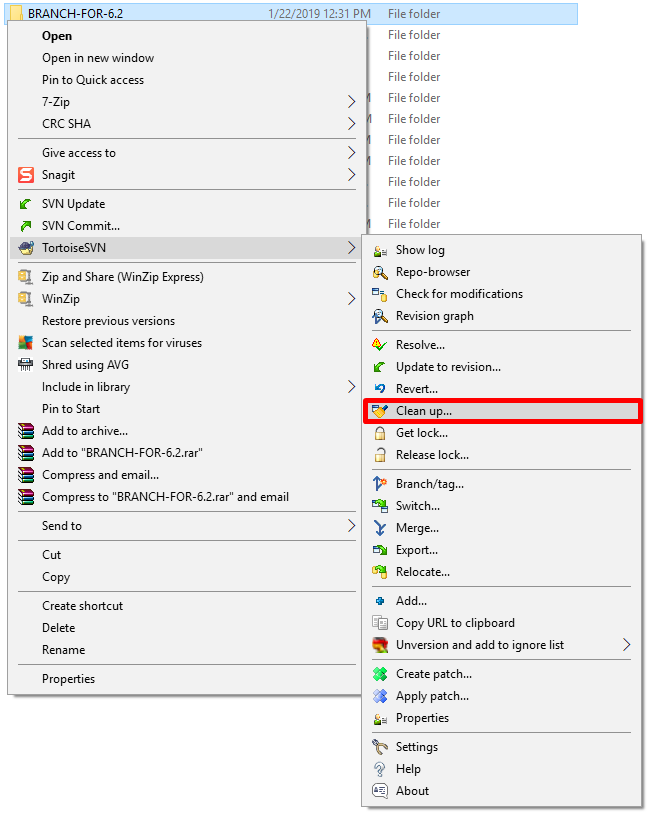 BRANCH-FOR-6.2 1/22/2019 12:31 PM File folder
File folder
File folder
File folder
File folder
File folder
File folder
File folder
File folder
File folder
File folder
Open
Open in new window
Pin to Quick access
7-Zip
CRC SHA
Give access to
Snagit
SVN Update
SVN Commit...
TortoiseSVN
Zip and Share (WinZip Express)
WinZip
Restore previous versions
Scan selected items for viruses
Shred using AVG
Include in library
Pin to Start
Add to archive...
Add to "BRANCH-FOR-6.2.rar"
Compress and email...
Compress to "BRANCH-FOR-6.2.rar" and email
Send to
Cut
Copy
Create shortcut
Delete
Rename
Properties
Show log
Repo-browser
Check for modifications
Revision graph
Resolve...
Update to revision...
Revert...
Clean up...
Get lock...
Release lock...
Branch/tag...
Switch...
Merge...
Export...
Relocate...
Add...
Copy URL to clipboard
Unversion and add to ignore list
Create patch...
Apply patch...
Properties
Settings
Help
About